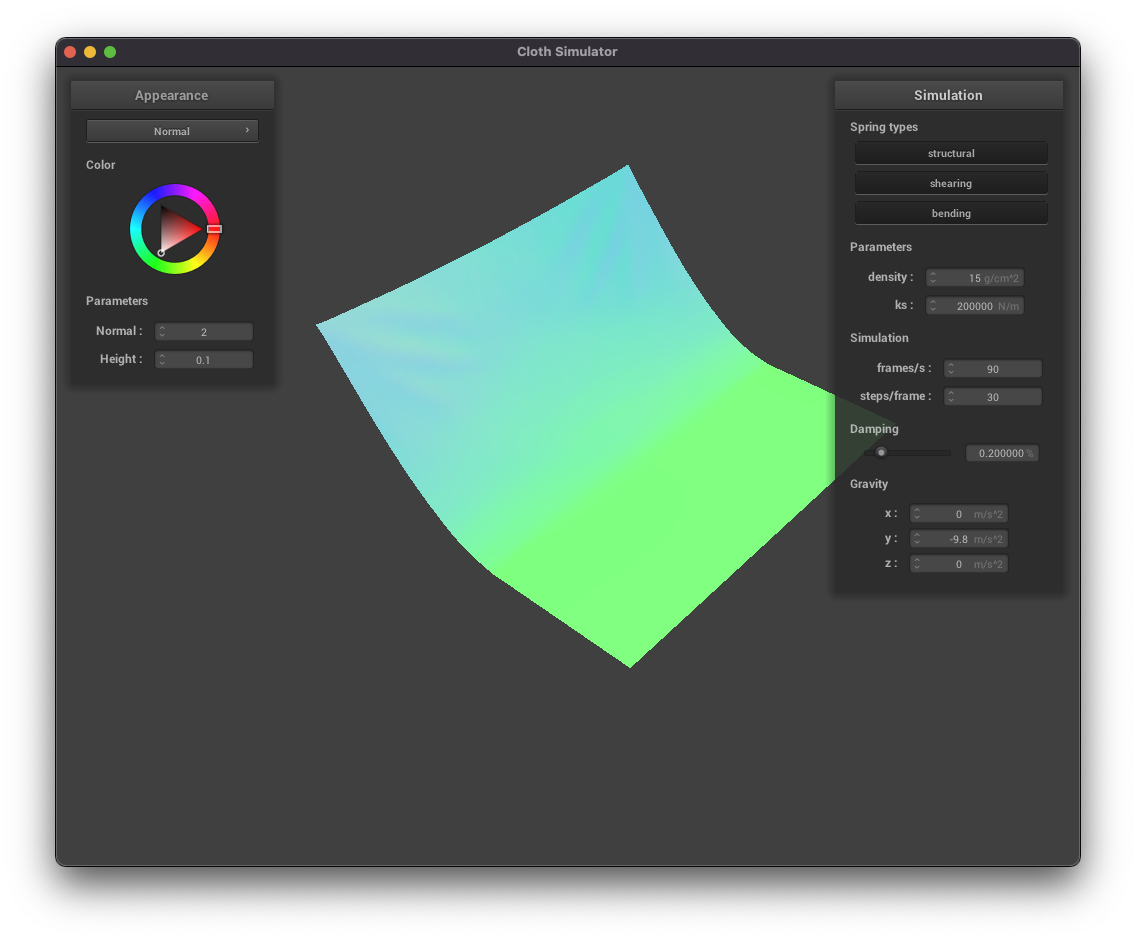 Cloth Simulator
Appearance
Normal
Color
Parameters
Normal : 2
Height : 0.1
Simulation
Spring types
structural
shearing
bending
Parameters
density : 15 g/cm^2
ks : 200000 N/m
Simulation
frames/s : 90
steps/frame : 30
Damping
0.200000 %
Gravity
x : 0 m/s^2
y : -9.8 m/s^2
z : 0 m/s^2